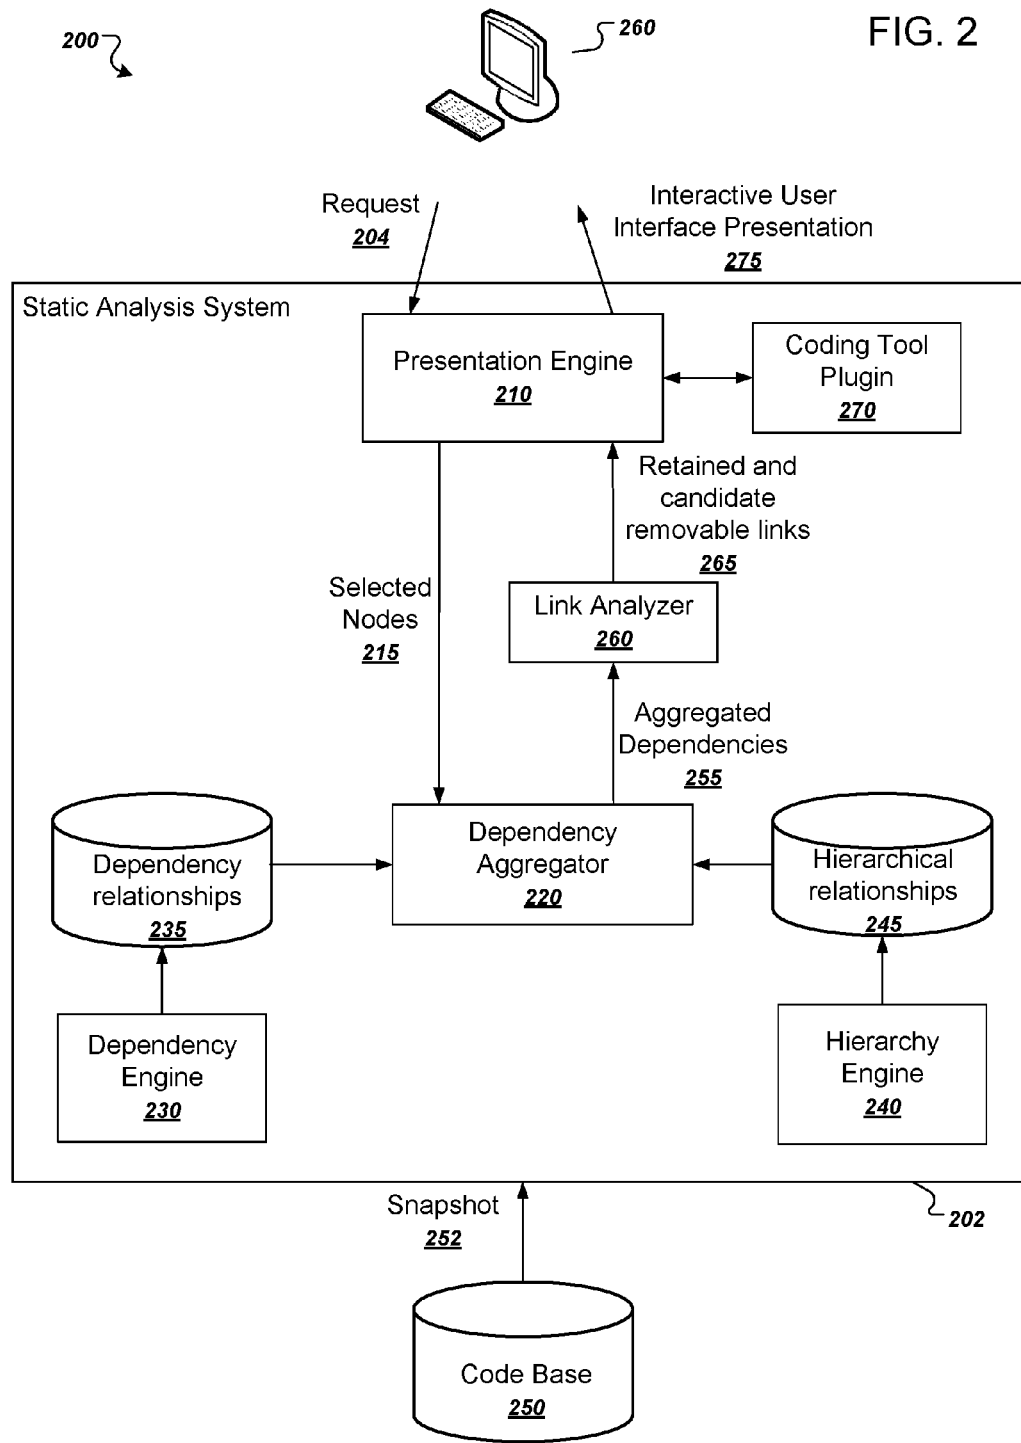 200
260
FIG. 2
Request
204
Interactive User
Interface Presentation
275
Static Analysis System
Presentation Engine
210
Coding Tool
Plugin
270
Retained and
candidate
removable links
265
Selected
Nodes
215
Link Analyzer
260
Aggregated
Dependencies
255
Dependency
relationships
235
Dependency
Aggregator
220
Hierarchical
relationships
245
Dependency
Engine
230
Hierarchy
Engine
240
Snapshot
252
202
Code Base
250